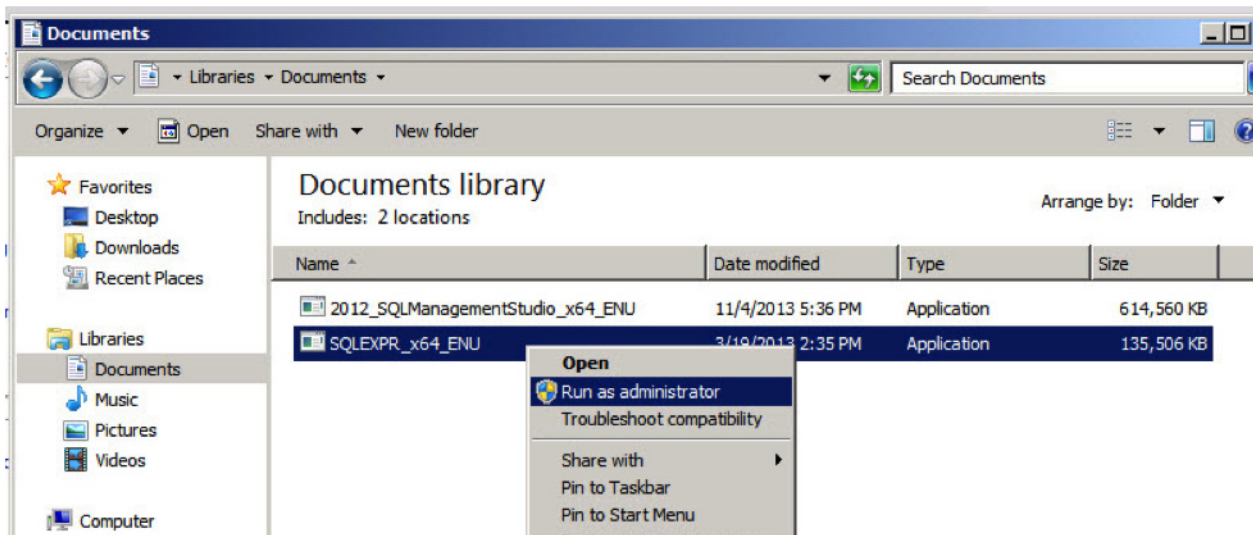 Documents
Libraries Documents
Search Documents
Organize Open Share with New folder
Favorites
Desktop
Downloads
Recent Places
Libraries
Documents
Music
Pictures
Videos
Computer
Documents library
Includes: 2 locations
Arrange by: Folder
Name Date modified Type Size
2012_SQLManagementStudio_x64_ENU 11/4/2013 5:36 PM Application 614,560 KB
SQLEXPR_x64_ENU 3/19/2013 2:35 PM Application 135,506 KB
Open
Run as administrator
Troubleshoot compatibility
Share with
Pin to Taskbar
Pin to Start Menu